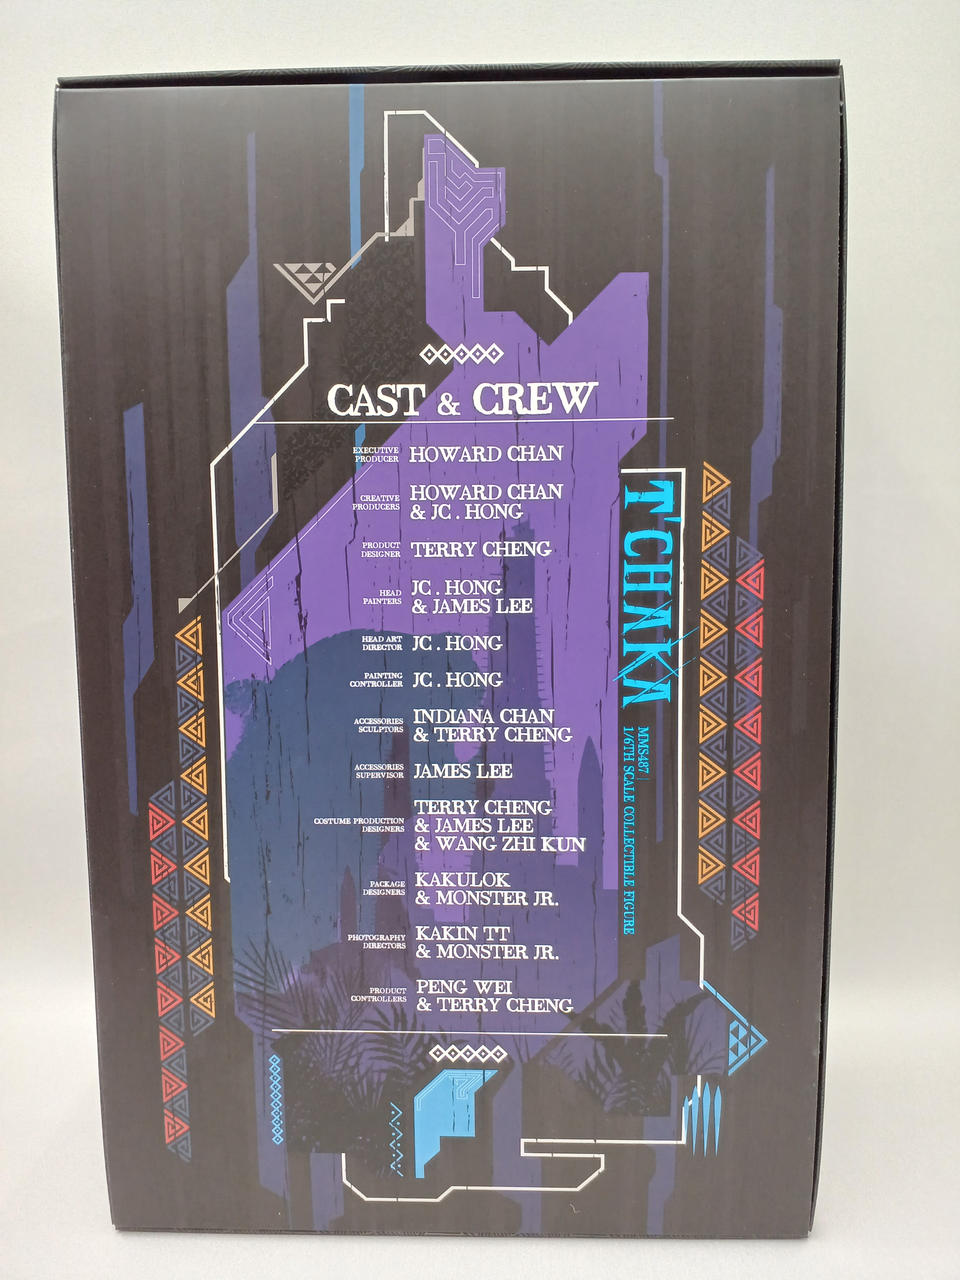 CAST & CREW
EXECUTIVE
PRODUCER
HOWARD CHAN
CREATIVE
PRODUCERS
HOWARD CHAN
& JC . HONG
PRODUCT
DESIGNER
TERRY CHENG
HEAD
PAINTERS
JC . HONG
& JAMES LEE
HEAD ART
DIRECTOR
JC . HONG
PAINTING
CONTROLLER
JC . HONG
ACCESSORIES
SCULPTORS
INDIANA CHAN
& TERRY CHENG
ACCESSORIES
SUPERVISOR
JAMES LEE
COSTUME PRODUCTION
DESIGNERS
TERRY CHENG
& JAMES LEE
& WANG ZHI KUN
PACKAGE
DESIGNERS
KAKULOK
& MONSTER JR.
PHOTOGRAPHY
DIRECTORS
KAKIN TT
& MONSTER JR.
PRODUCT
CONTROLLERS
PENG WEI
& TERRY CHENG
T'CHAKA
MMS487 |
1/6TH SCALE COLLECTIBLE FIGURE